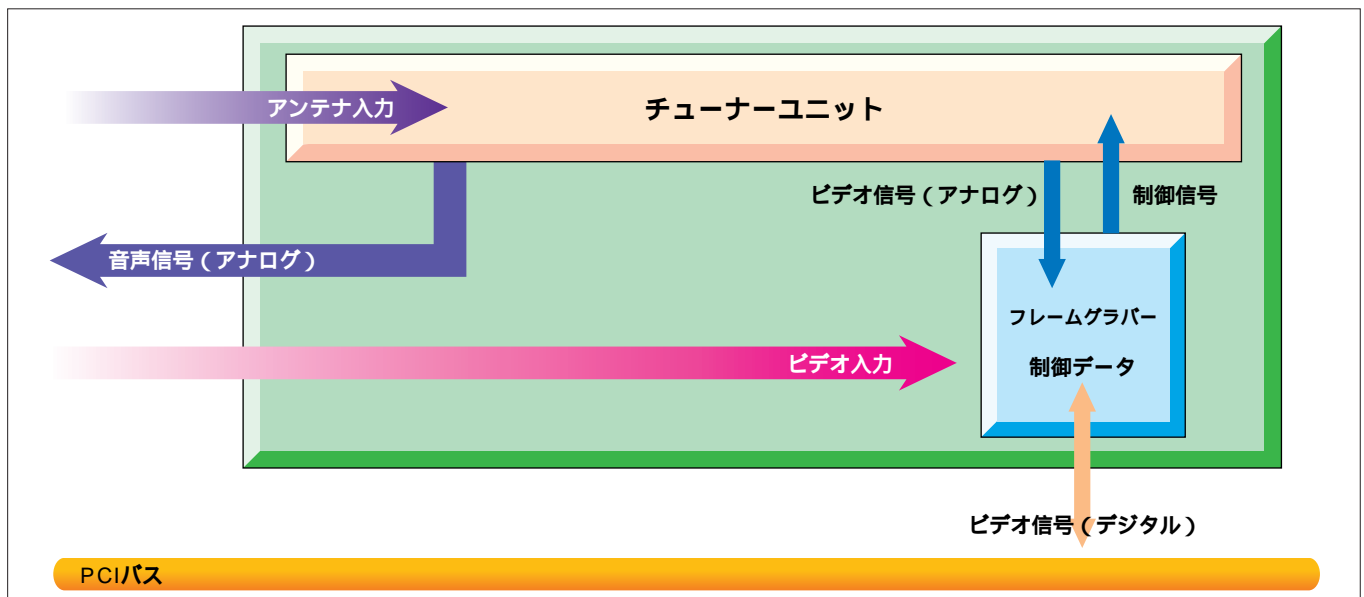 アンテナ入力
チューナーユニット
ビデオ信号（アナログ）
制御信号
音声信号（アナログ）
フレームグラバー
ビデオ入力
制御データ
ビデオ信号（デジタル）
PCIバス